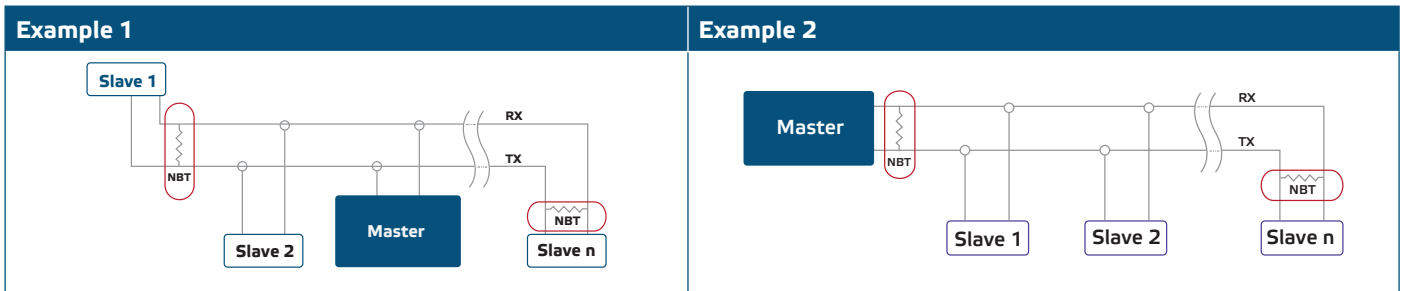 Example 1
Slave 1
RX
TX
NBT
NBT
Master
Slave 2
Slave n
Example 2
Master
RX
TX
NBT
NBT
Slave 1
Slave 2
Slave n